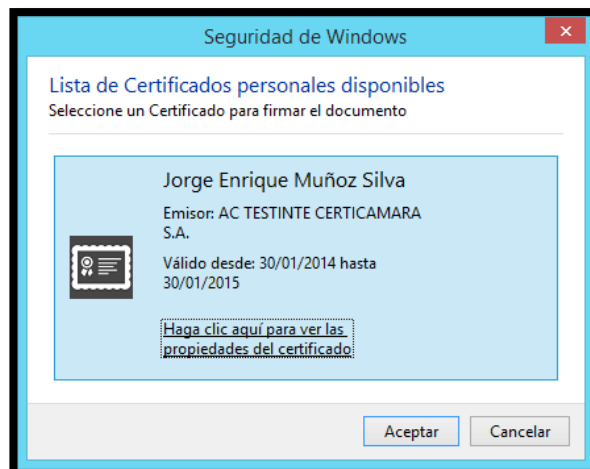 Seguridad de Windows
Lista de Certificados personales disponibles
Seleccione un Certificado para firmar el documento
Jorge Enrique Muñoz Silva
Emisor: AC TESTINTE CERTICAMARA
S.A.
Válido desde: 30/01/2014 hasta
30/01/2015
Haga clic aquí para ver las
propiedades del certificado
Aceptar
Cancelar